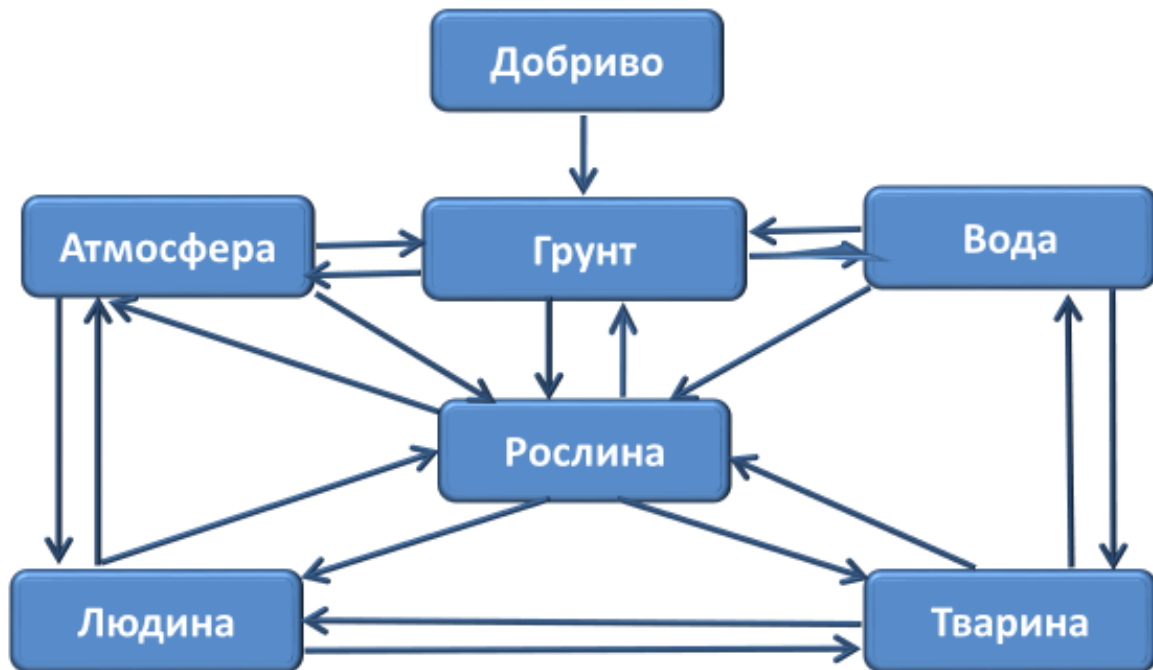 Добриво
Атмосфера
Грунт
Вода
Рослина
Людина
Тварина